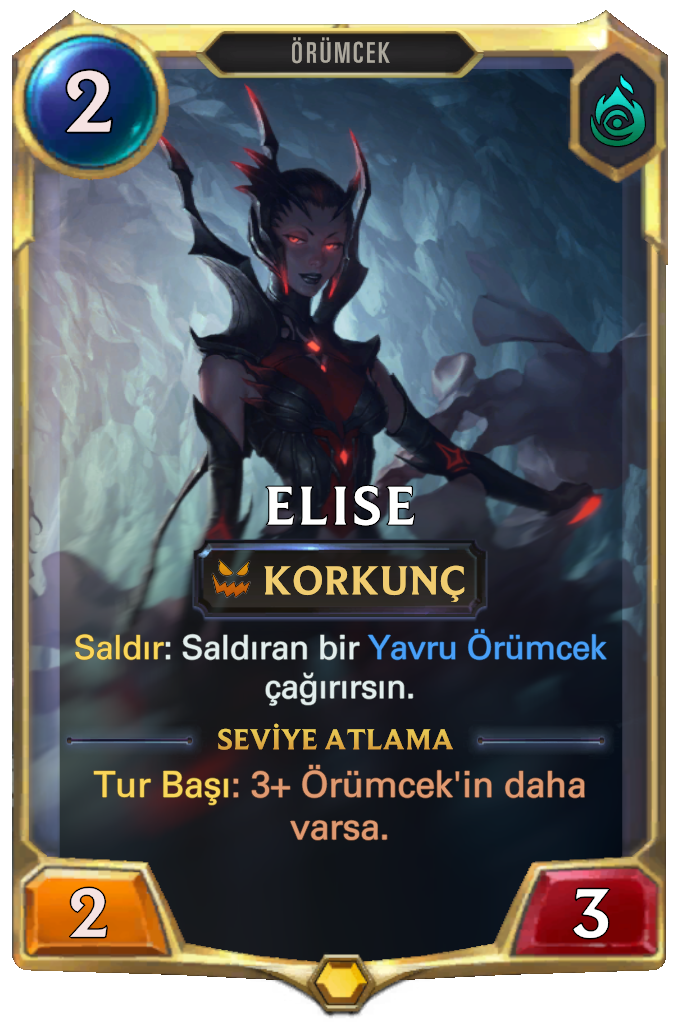 ÖRÜMCEK
2
ELISE
KORKUNÇ
Saldır: Saldıran bir Yavru Örümcek
çağırırsın.
SEVİYE ATLAMA
Tur Başı: 3+ Örümcek'in daha
varsa.
2
3